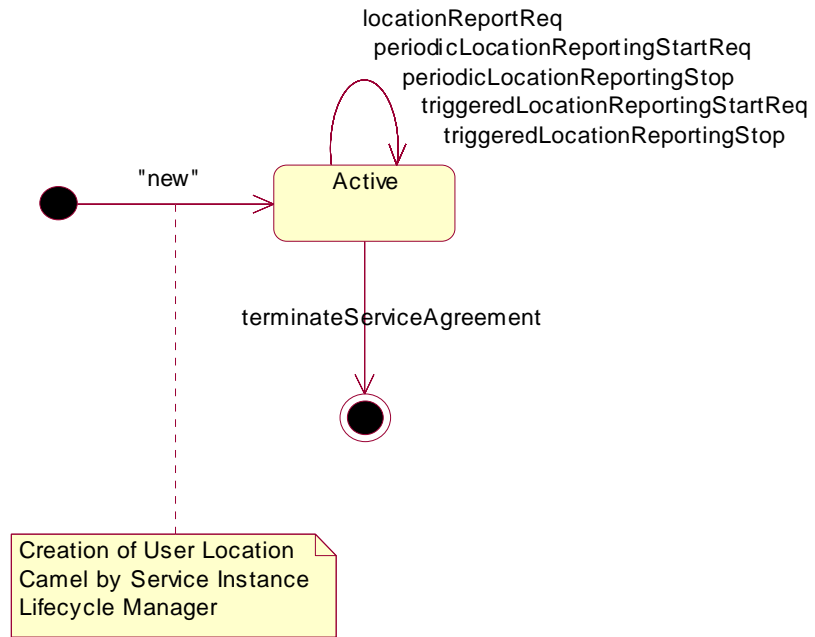 locationReportReq
periodicLocationReportingStartReq
periodicLocationReportingStop
triggeredLocationReportingStartReq
triggeredLocationReportingStop
"new"
Active
terminateServiceAgreement
Creation of User Location
Camel by Service Instance
Lifecycle Manager